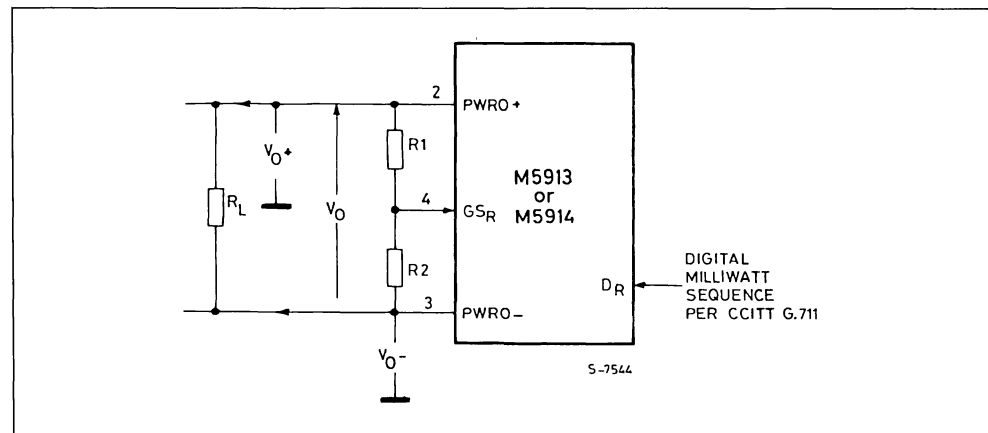 2
PWRO+
R1
VO+
M5913
or
M5914
RL
VO
4
GSR
R2
DR
DIGITAL
MILLIWATT
SEQUENCE
PER CCITT G.711
3
PWRO-
VO-
S-7544